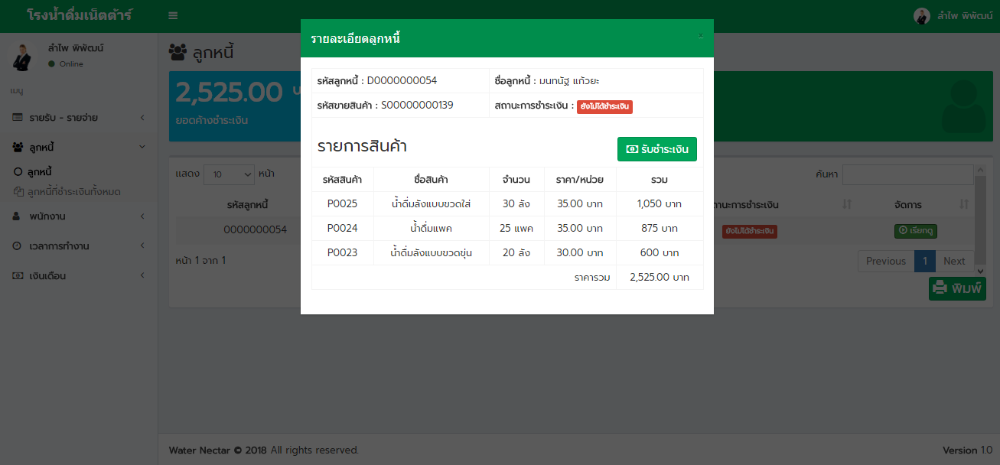 โรงน้ำดื่มเน็ตต้าร์
ลำไพ พิพัฒน์
ลำไพ พิพัฒน์
Online
เมนู
รายรับ - รายจ่าย
ลูกหนี้
ลูกหนี้
ลูกหนี้ที่ชำระเงินทั้งหมด
พนักงาน
เวลาการทำงาน
เงินเดือน
ลูกหนี้
2,525.00
ยอดค้างชำระเงิน
แสดง 10 หน้า
ค้นหา
รหัสลูกหนี้
จัดการ
0000000054
ยังไม่ได้ชำระเงิน
เรียกดู
หน้า 1 จาก 1
Previous 1 Next
พิมพ์
รายละเอียดลูกหนี้
×
รหัสลูกหนี้ : D0000000054 ชื่อลูกหนี้ : มนทนัฐ แก้วยะ
รหัสขายสินค้า : S00000000139 สถานะการชำระเงิน : ยังไม่ได้ชำระเงิน
รายการสินค้า
รับชำระเงิน
รหัสสินค้า ชื่อสินค้า จำนวน ราคา/หน่วย รวม
P0025 น้ำดื่มลังแบบขวดใส่ 30 ลัง 35.00 บาท 1,050 บาท
P0024 น้ำดื่มแพค 25 แพค 35.00 บาท 875 บาท
P0023 น้ำดื่มลังแบบขวดขุ่น 20 ลัง 30.00 บาท 600 บาท
ราคารวม 2,525.00 บาท
Water Nectar © 2018 All rights reserved.
Version 1.0